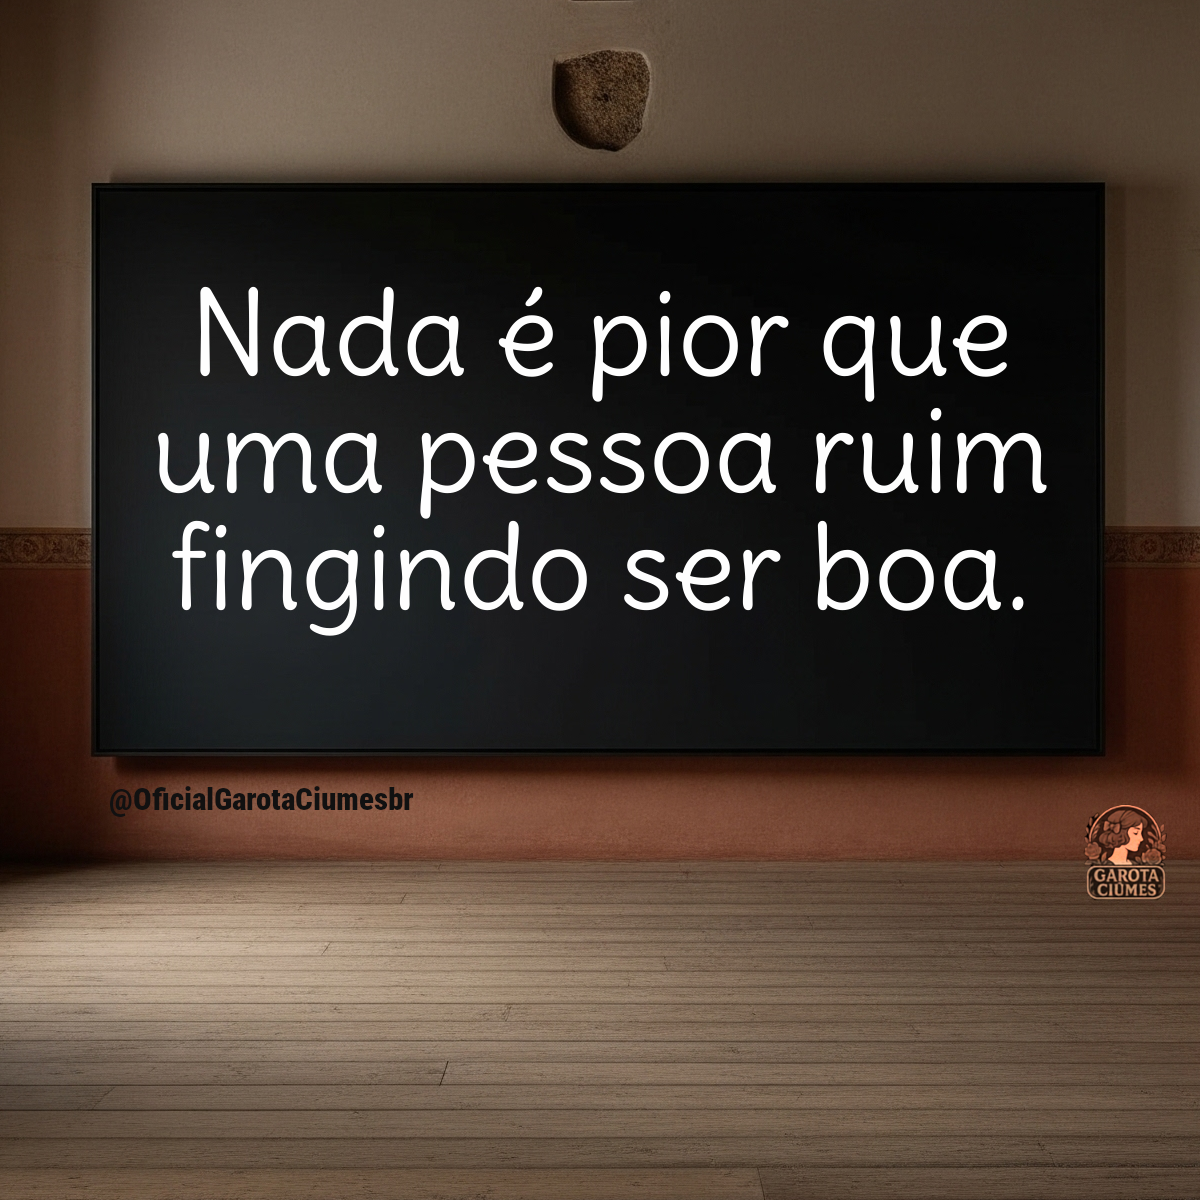 Nada é pior que
uma pessoa ruim
fingindo ser boa.
@OficialGarotaCiumesbr
GAROTA
CIÚMES